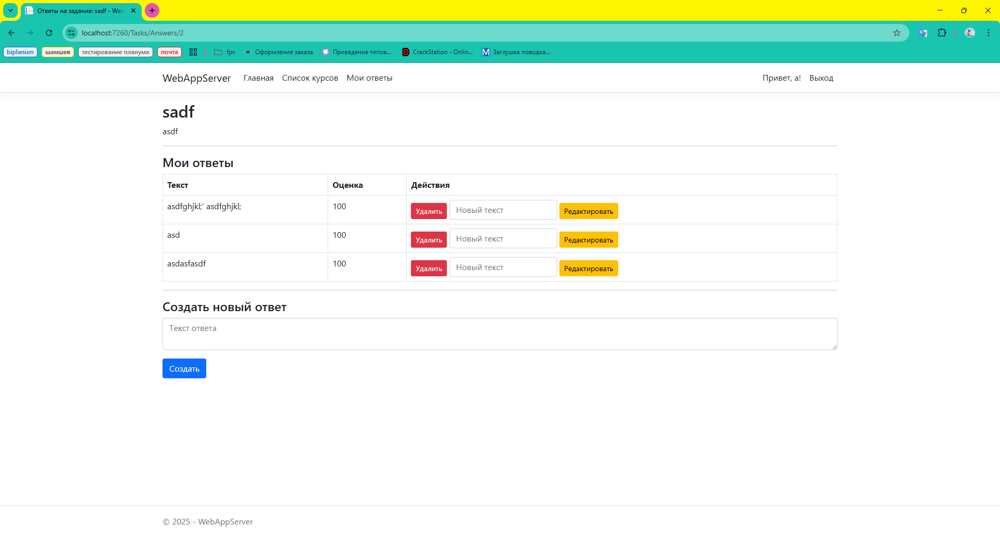 Ответы на задание: sadf - Web
localhost:7260/Tasks/Answers/2
biplanum шамшев тестирование планума почта fpv Оформление заказа Приведение типов... CrackStation - Onlin... Заглушка поводка...
WebAppServer Главная Список курсов Мои ответы Привет, a! Выход
sadf
asdf
Мои ответы
Текст Оценка Действия
asdfghjkl;' asdfghjkl; 100 Удалить Новый текст Редактировать
asd 100 Удалить Новый текст Редактировать
asdasfasdf 100 Удалить Новый текст Редактировать
Создать новый ответ
Текст ответа
Создать
© 2025 - WebAppServer